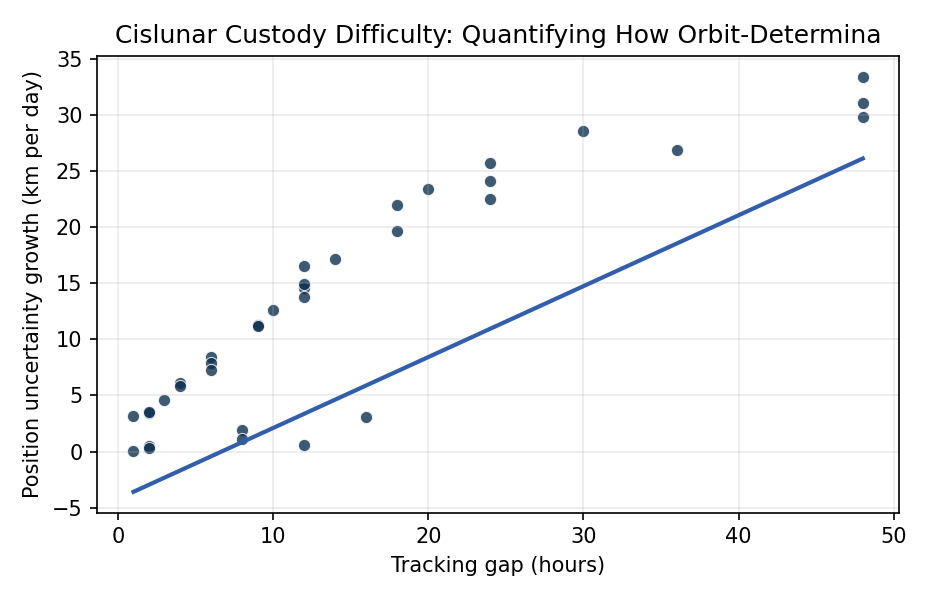 Cislunar Custody Difficulty: Quantifying How Orbit-Determina
Position uncertainty growth (km per day)
35
30
25
20
15
10
5
0
−5
0 10 20 30 40 50
Tracking gap (hours)